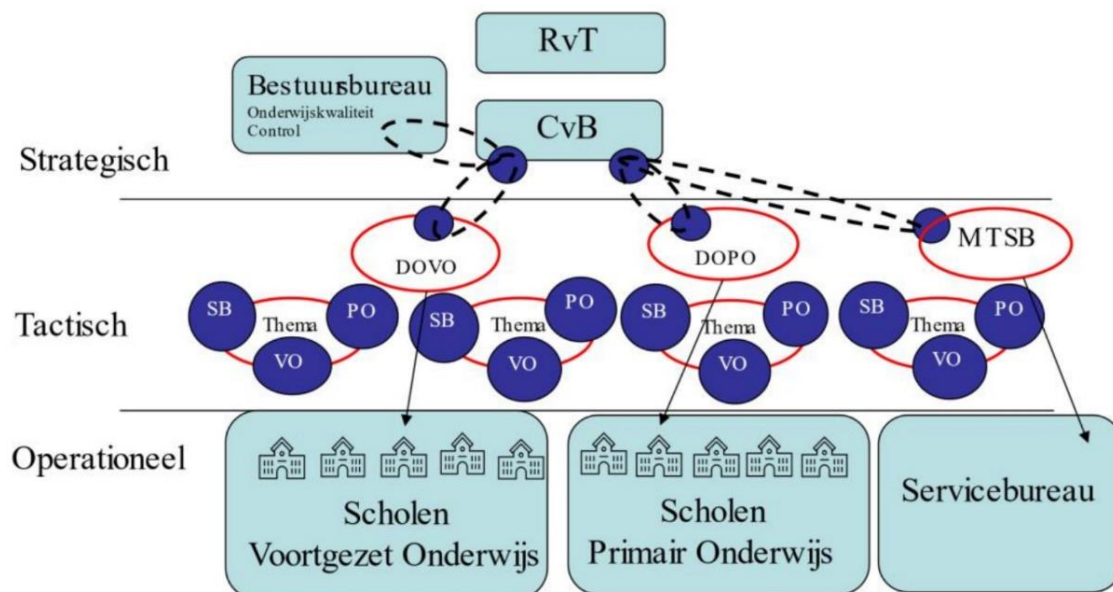 RvT
Bestuursbureau
Onderwijskwaliteit
Control
CvB
Strategisch
DOVO
DOPO
MTSB
Tactisch
SB
Thema
PO
VO
SB
Thema
PO
VO
SB
Thema
PO
VO
SB
Thema
PO
VO
Operationeel
Scholen
Voortgezet Onderwijs
Scholen
Primair Onderwijs
Servicebureau